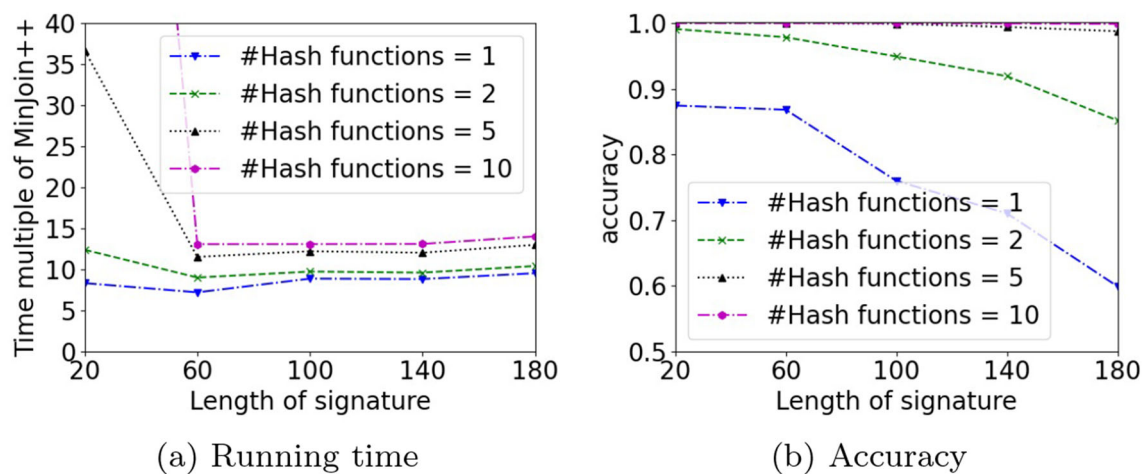 Time multiple of MinJoin++
40
35
30
25
20
15
10
5
0
#Hash functions = 1
#Hash functions = 2
#Hash functions = 5
#Hash functions = 10
20 60 100 140 180
Length of signature
(a) Running time
accuracy
1.0
0.9
0.8
0.7
0.6
0.5
#Hash functions = 1
#Hash functions = 2
#Hash functions = 5
#Hash functions = 10
20 60 100 140 180
Length of signature
(b) Accuracy